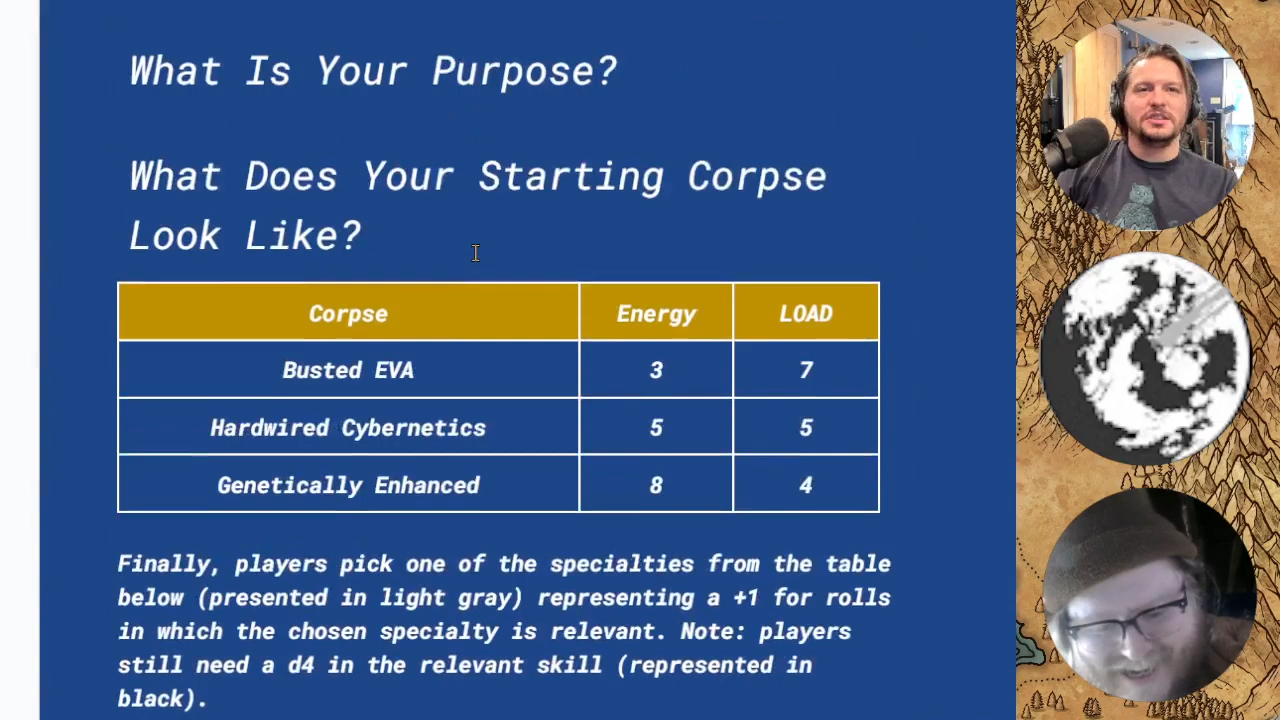 What Is Your Purpose?
What Does Your Starting Corpse
Look Like?
Corpse Energy LOAD
Busted EVA 3 7
Hardwired Cybernetics 5 5
Genetically Enhanced 8 4
Finally, players pick one of the specialties from the table
below (presented in light gray) representing a +1 for rolls
in which the chosen specialty is relevant. Note: players
still need a d4 in the relevant skill (represented in
black).